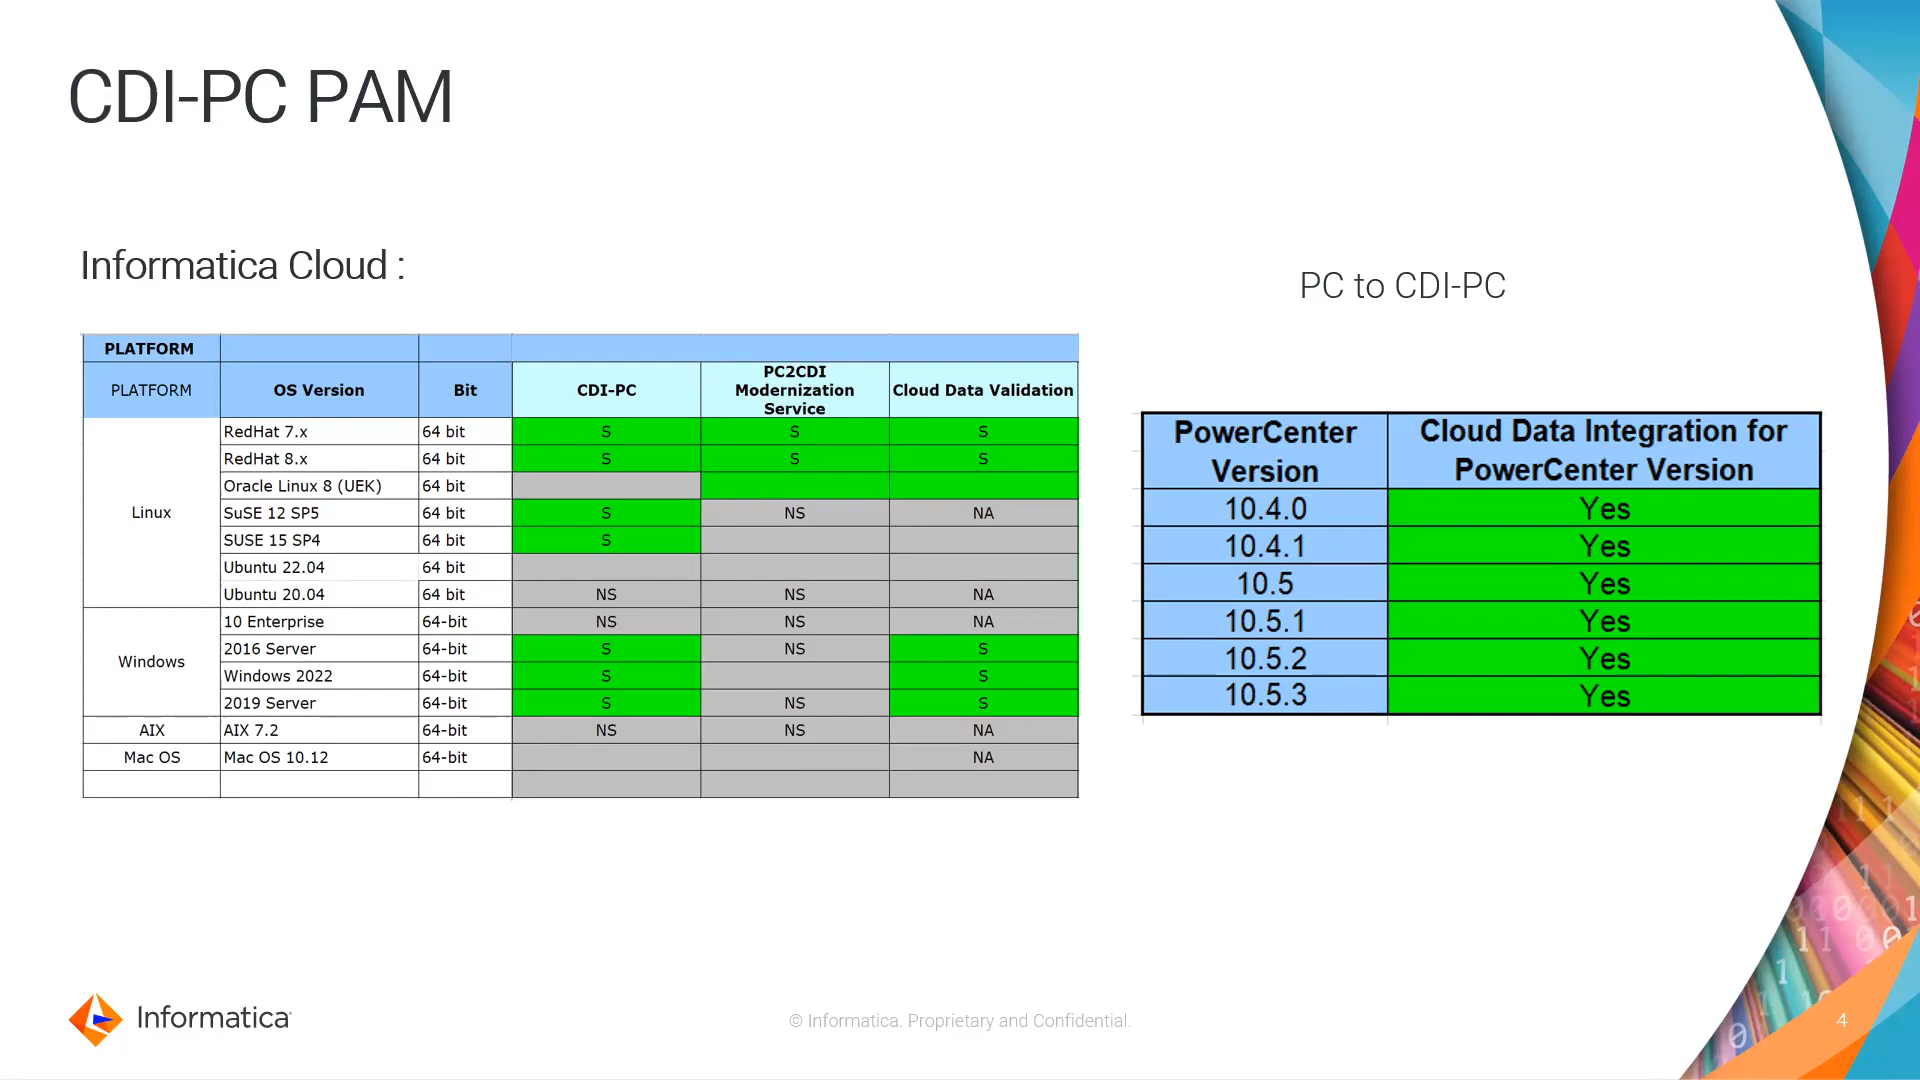 CDI-PC PAM
Informatica Cloud :
PC to CDI-PC
PLATFORM
PLATFORM OS Version Bit CDI-PC PC2CDI Modernization Service Cloud Data Validation
Linux
RedHat 7.x 64 bit S S S
RedHat 8.x 64 bit S S S
Oracle Linux 8 (UEK) 64 bit
SuSE 12 SP5 64 bit S NS NA
SUSE 15 SP4 64 bit S
Ubuntu 22.04 64 bit
Ubuntu 20.04 64 bit NS NS NA
Windows
10 Enterprise 64-bit NS NS NA
2016 Server 64-bit S NS S
Windows 2022 64-bit S S
2019 Server 64-bit S NS S
AIX AIX 7.2 64-bit NS NS NA
Mac OS Mac OS 10.12 64-bit NA
PowerCenter Version Cloud Data Integration for PowerCenter Version
10.4.0 Yes
10.4.1 Yes
10.5 Yes
10.5.1 Yes
10.5.2 Yes
10.5.3 Yes
Informatica
© Informatica. Proprietary and Confidential.
4